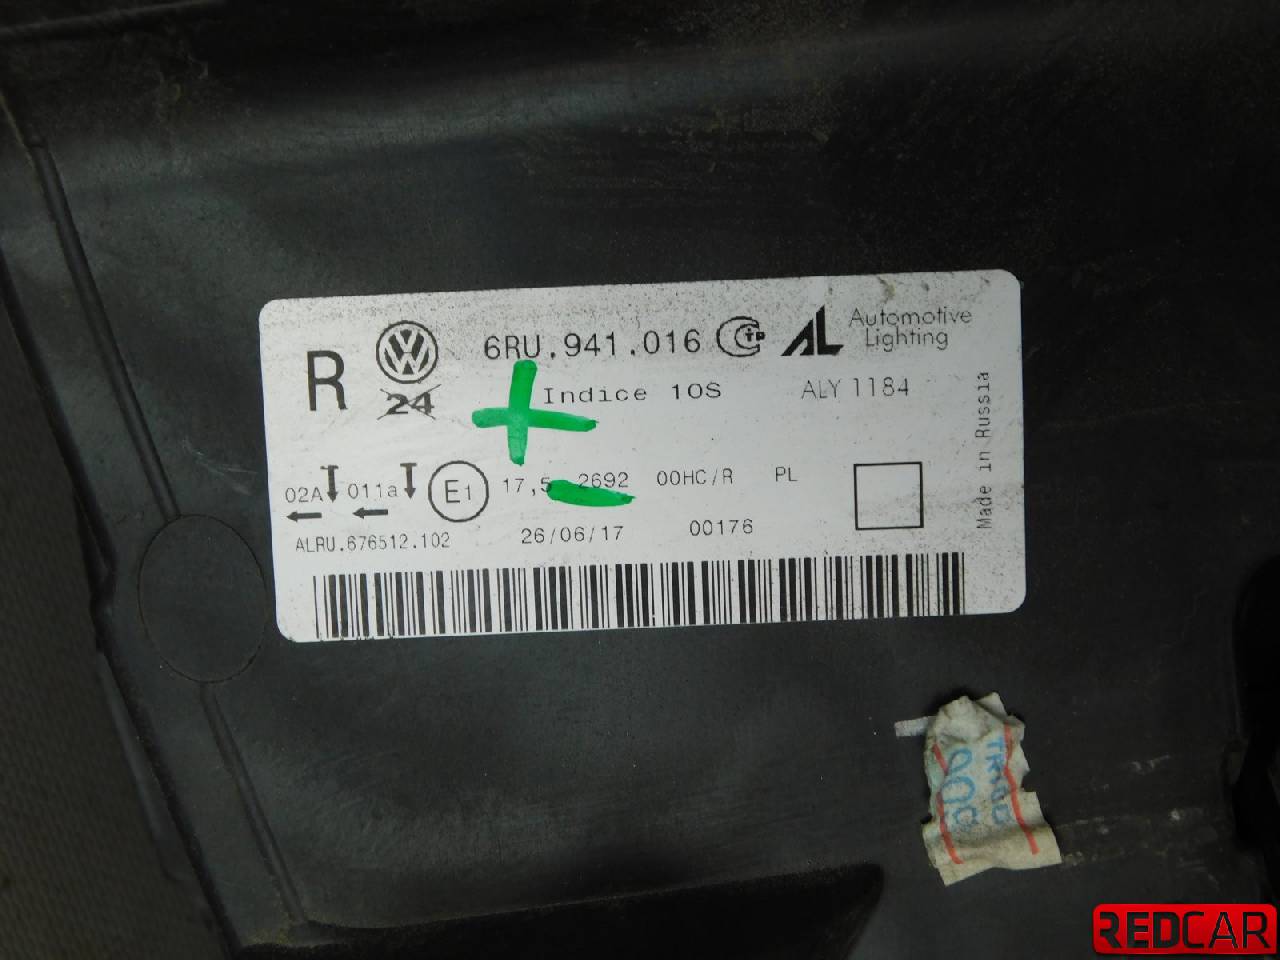 R
24
6RU.941.016
Automotive
Lighting
Indice 10S
ALY 1184
02A
011a
E1
17,5 2692
00HC/R
PL
ALRU.676512.102
26/06/17
00176
Made in Russia
REDCAR